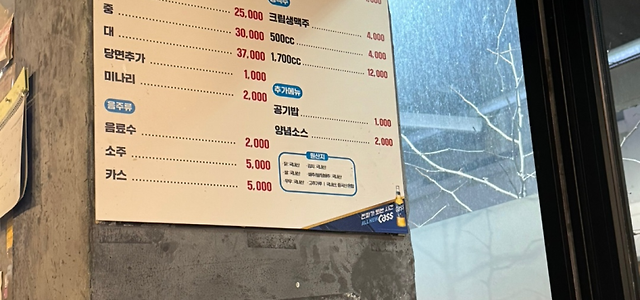 25.000
중 30.000
대 37.000
당면추가 1.000
미나리 2,000
음주류
음료수 2,000
소주 5,000
카스 5,000
크림생맥주 4.000
500cc 4,000
1.700cc 12,000
추가메뉴
공기밥 1,000
양념소스 2,000
원산지
Cass